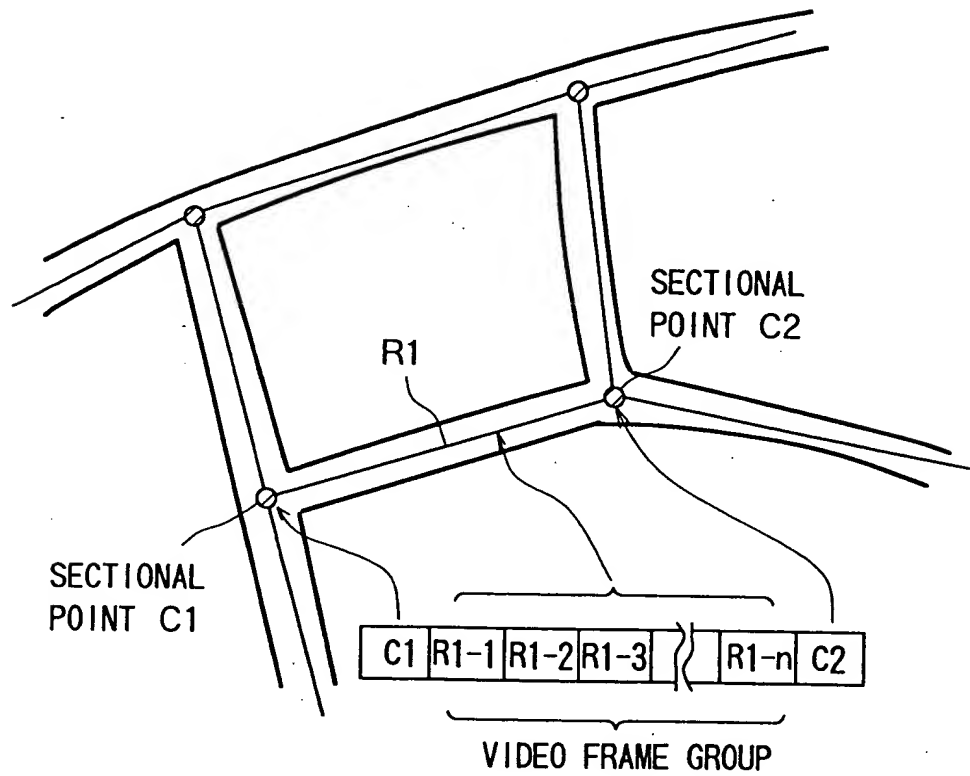 SECTIONAL
POINT C2
R1
SECTIONAL
POINT C1
C1 R1-1 R1-2 R1-3 R1-n C2
VIDEO FRAME GROUP